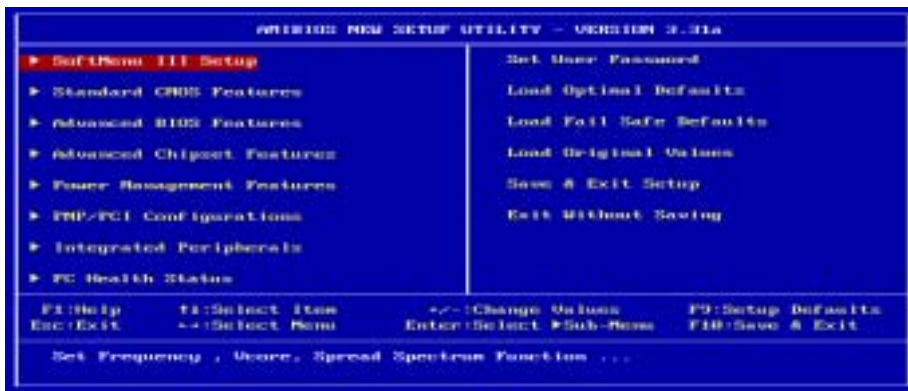 AMIBIOS NEW SETUP UTILITY - VERSION 3.31a
► SoftMenu III Setup
► Standard CMOS Features
► Advanced BIOS Features
► Advanced Chipset Features
► Power Management Features
► PNP/PCI Configurations
► Integrated Peripherals
► PC Health Status
Set User Password
Load Optimal Defaults
Load Fail Safe Defaults
Load Original Values
Save & Exit Setup
Exit Without Saving
F1:Help ↑↓:Select Item +/-:Change Values F9:Setup Defaults
Esc:Exit ←→:Select Menu Enter:Select ►Sub-Menu F10:Save & Exit
Set Frequency , Vcore, Spread Spectrum Function ...